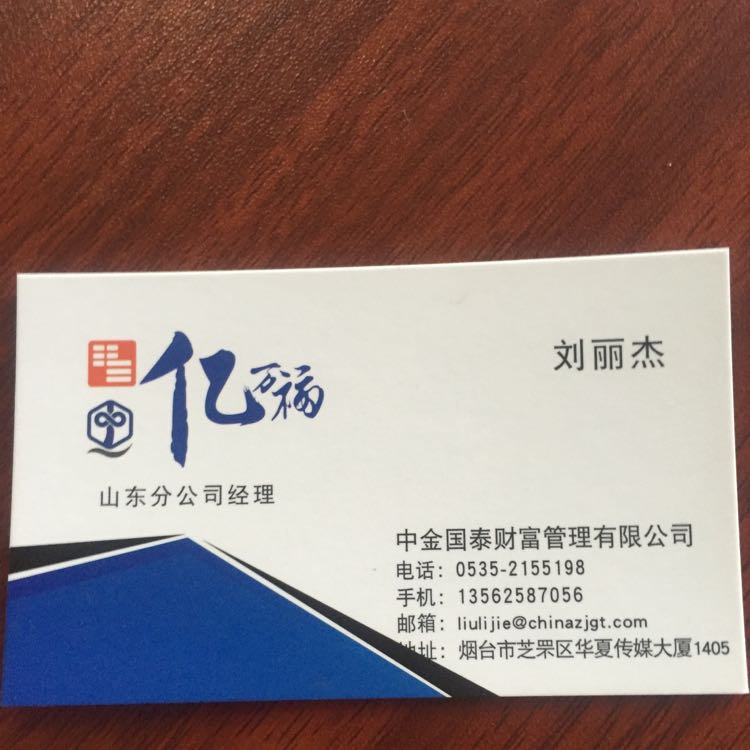 亿万福
刘丽杰
山东分公司经理
中金国泰财富管理有限公司
电话：0535-2155198
手机：13562587056
邮箱：liulijie@chinazjgt.com
地址：烟台市芝罘区华夏传媒大厦1405